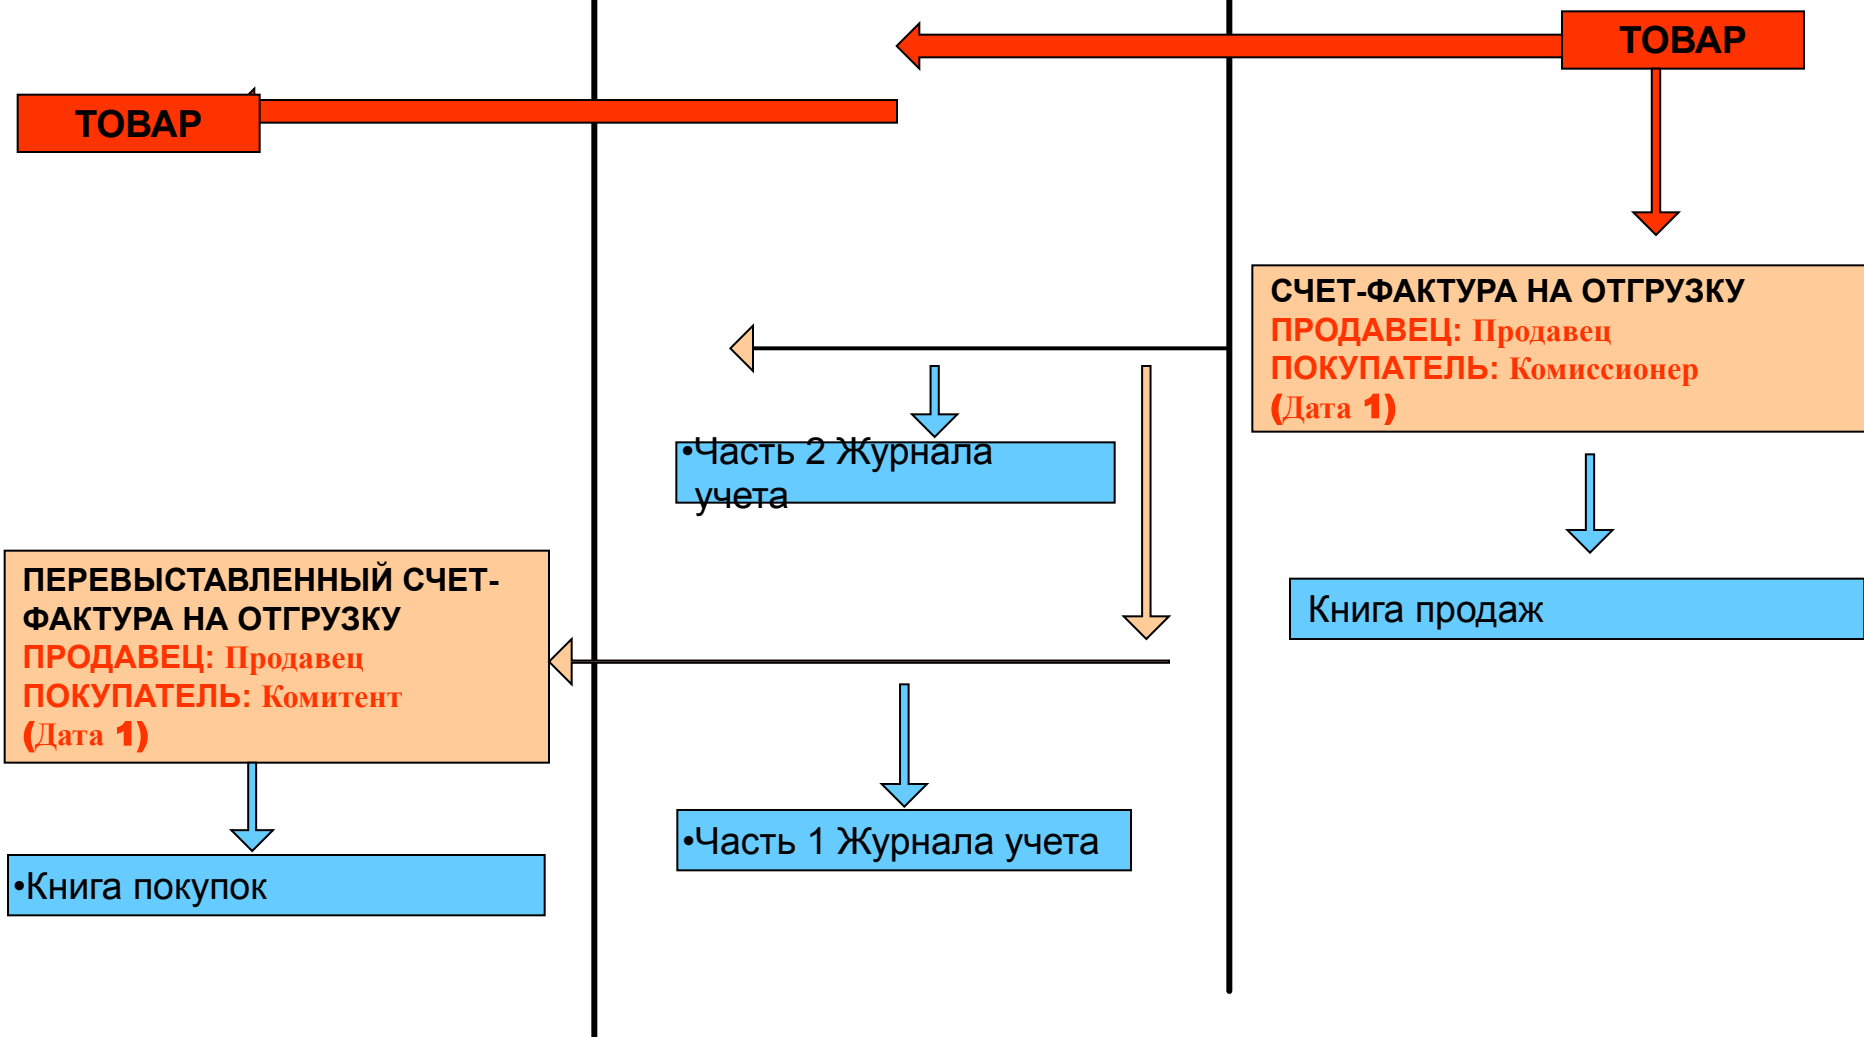 ТОВАР
ТОВАР
СЧЕТ-ФАКТУРА НА ОТГРУЗКУ
ПРОДАВЕЦ: Продавец
ПОКУПАТЕЛЬ: Комиссионер
(Дата 1)
•Часть 2 Журнала
учета
ПЕРЕВЫСТАВЛЕННЫЙ СЧЕТ-
ФАКТУРА НА ОТГРУЗКУ
ПРОДАВЕЦ: Продавец
ПОКУПАТЕЛЬ: Комитент
(Дата 1)
Книга продаж
•Часть 1 Журнала учета
•Книга покупок